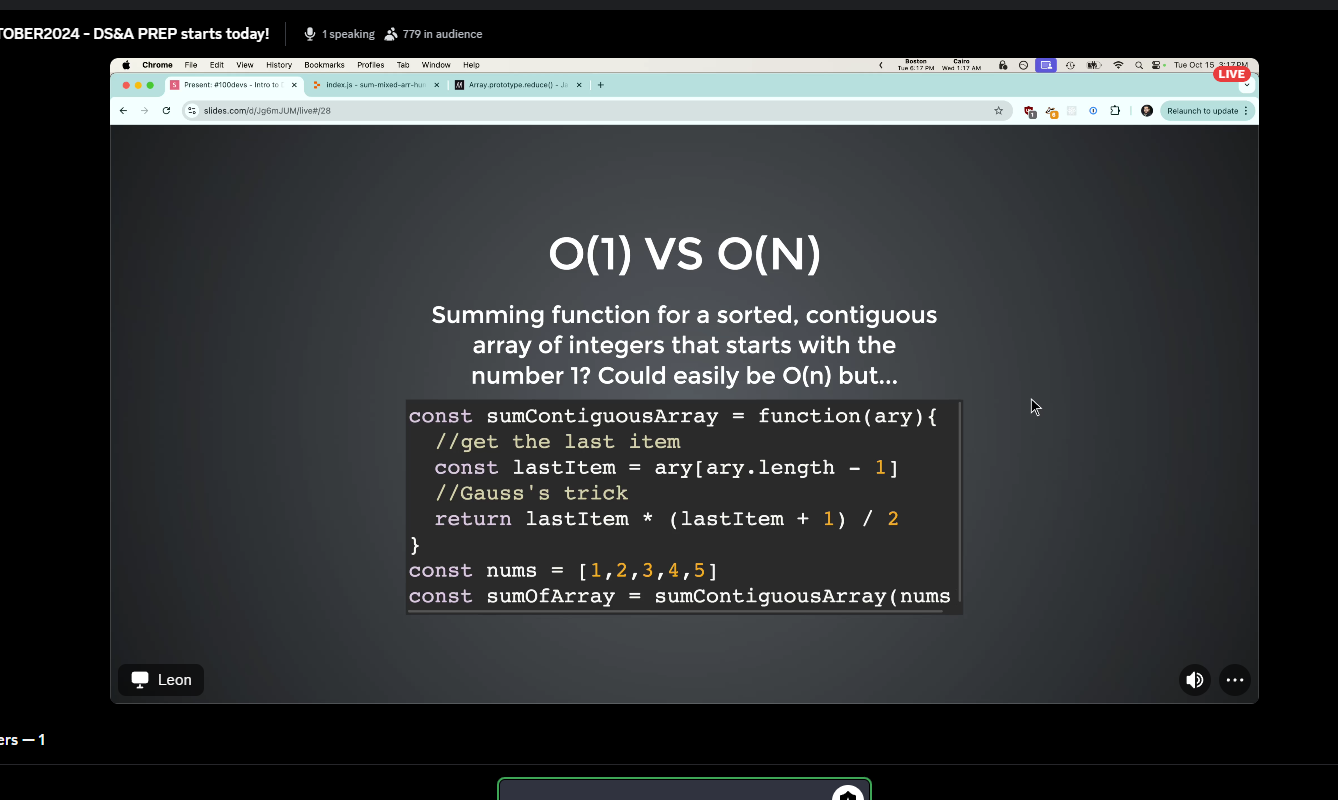 TOBER2024 - DS&A PREP starts today! 1 speaking 779 in audience
Chrome File Edit View History Bookmarks Profiles Tab Window Help Boston Tue 6:17 PM Cairo Wed 1:17 AM Tue Oct 15 3:17PM
LIVE
Present: #100devs - Intro to index.js - sum-mixed-arr- Array.prototype.reduce() -
slides.com/d/Jg6mJUM/live#/28 Relaunch to update
O(1) VS O(N)
Summing function for a sorted, contiguous
array of integers that starts with the
number 1? Could easily be O(n) but...
const sumContiguousArray = function(ary){
//get the last item
const lastItem = ary[ary.length - 1]
//Gauss's trick
return lastItem * (lastItem + 1) / 2
}
const nums = [1,2,3,4,5]
const sumOfArray = sumContiguousArray(nums
Leon
ers — 1